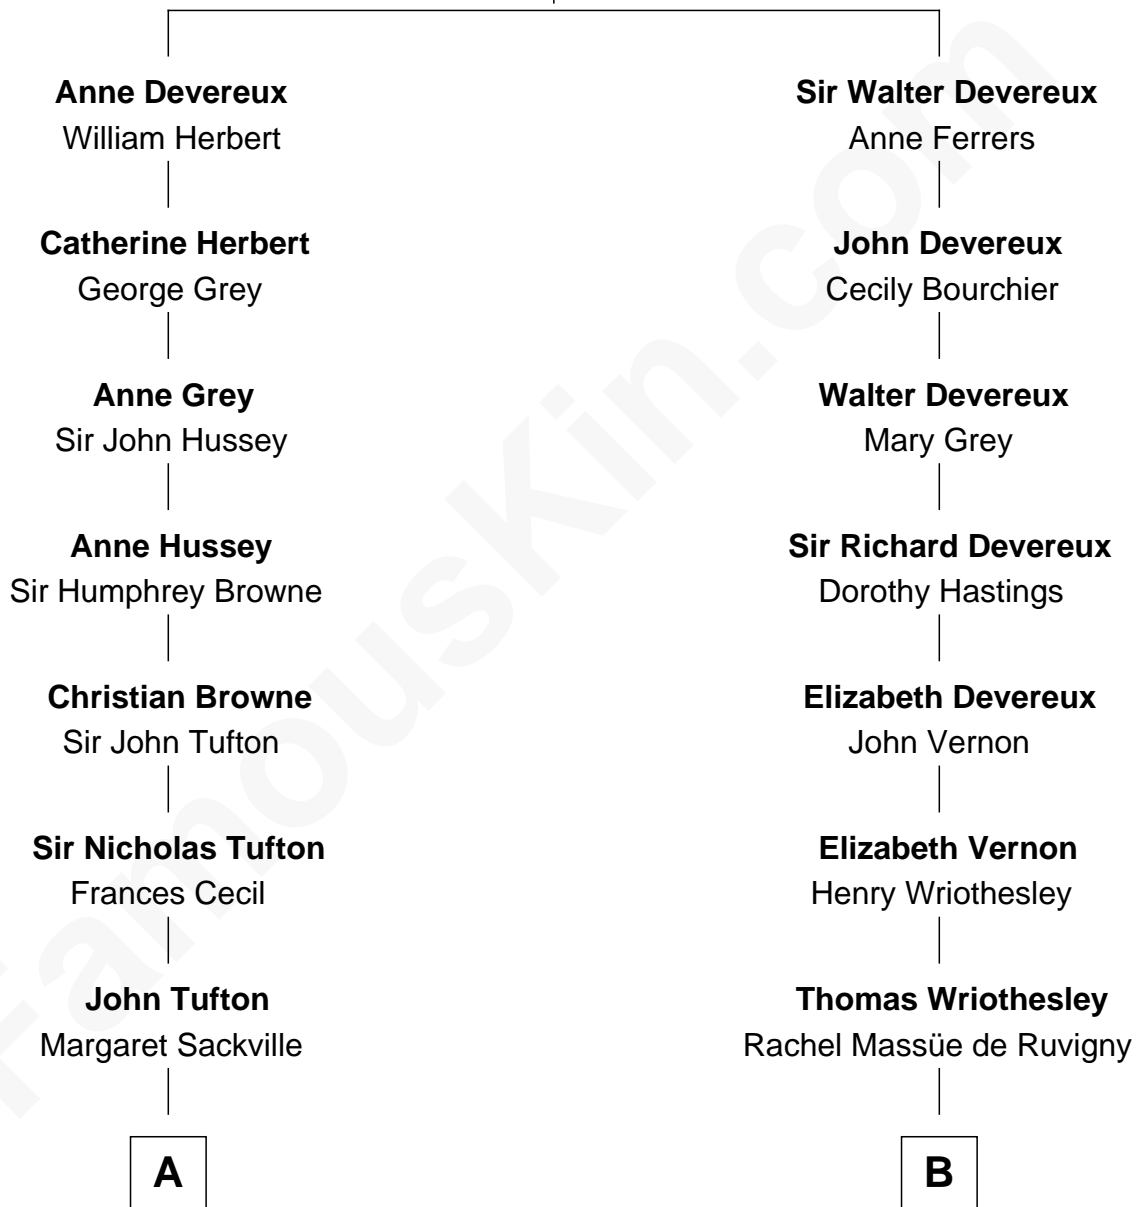 Anne Devereux
William Herbert
Catherine Herbert
George Grey
Anne Grey
Sir John Hussey
Anne Hussey
Sir Humphrey Browne
Christian Browne
Sir John Tufton
Sir Nicholas Tufton
Frances Cecil
John Tufton
Margaret Sackville
A
Sir Walter Devereux
Anne Ferrers
John Devereux
Cecily Bourchier
Walter Devereux
Mary Grey
Sir Richard Devereux
Dorothy Hastings
Elizabeth Devereux
John Vernon
Elizabeth Vernon
Henry Wriothesley
Thomas Wriothesley
Rachel Massüe de Ruvigny
B
FamousKin.com